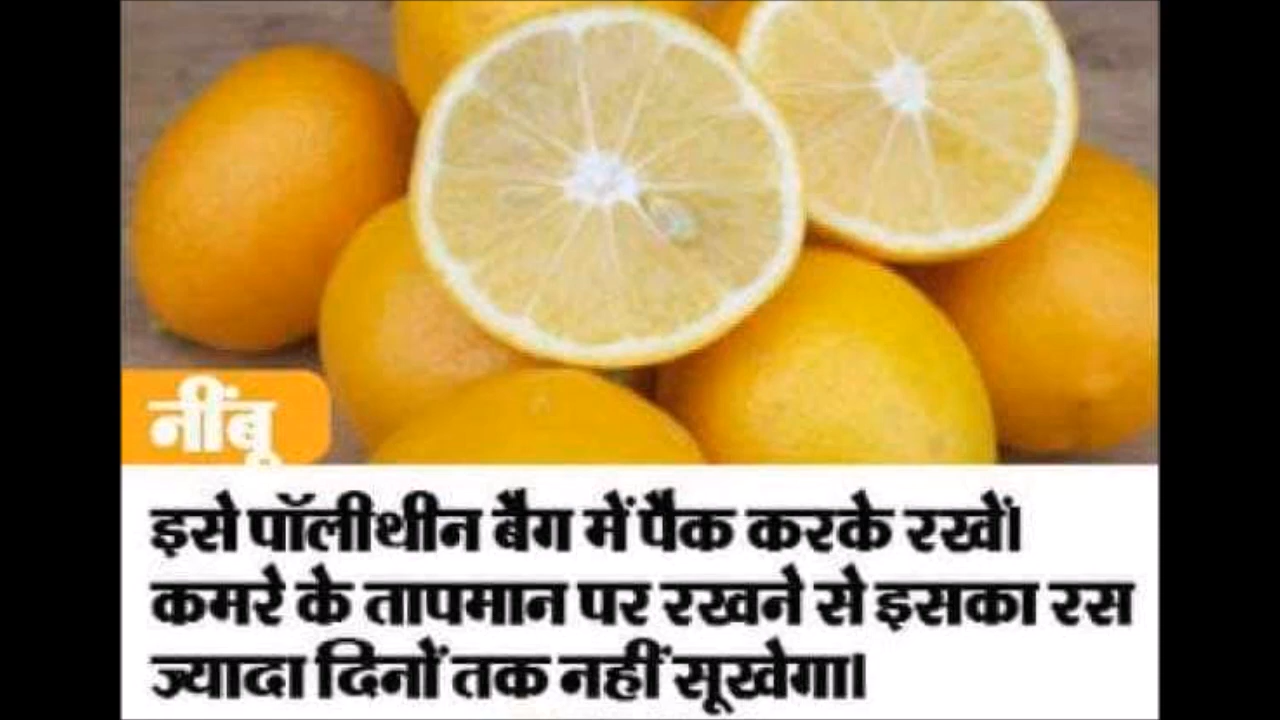 नींबू
इसे पॉलीथीन बैग में पैक करके रखें।
कमरे के तापमान पर रखने से इसका रस
ज्यादा दिनों तक नहीं सूखेगा।